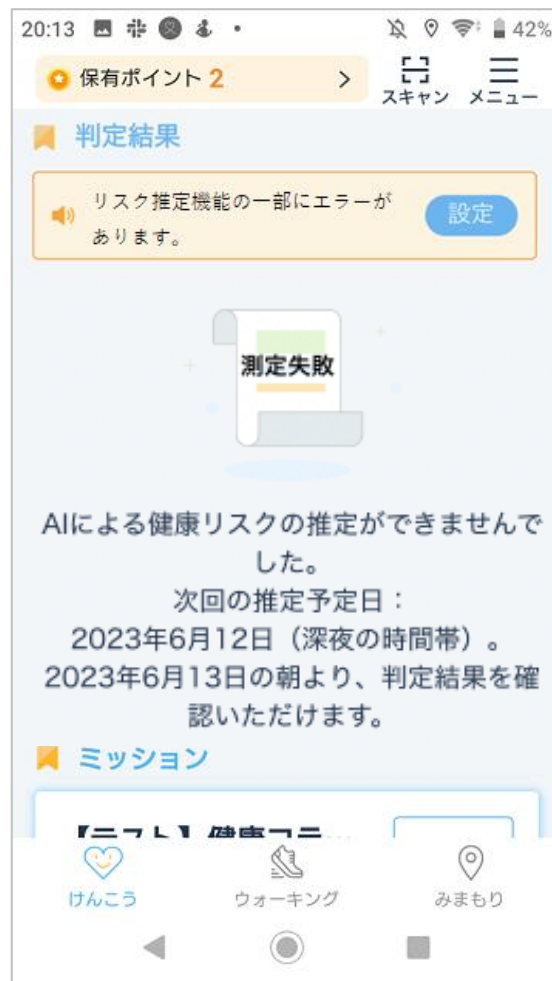 20:13
42%
保有ポイント 2
スキャン
メニュー
判定結果
リスク推定機能の一部にエラーが
あります。
設定
測定失敗
AIによる健康リスクの推定ができませんで
した。
次回の推定予定日：
2023年6月12日（深夜の時間帯）。
2023年6月13日の朝より、判定結果を確
認いただけます。
ミッション
【テスト】健康コラ…
けんこう
ウォーキング
みまもり